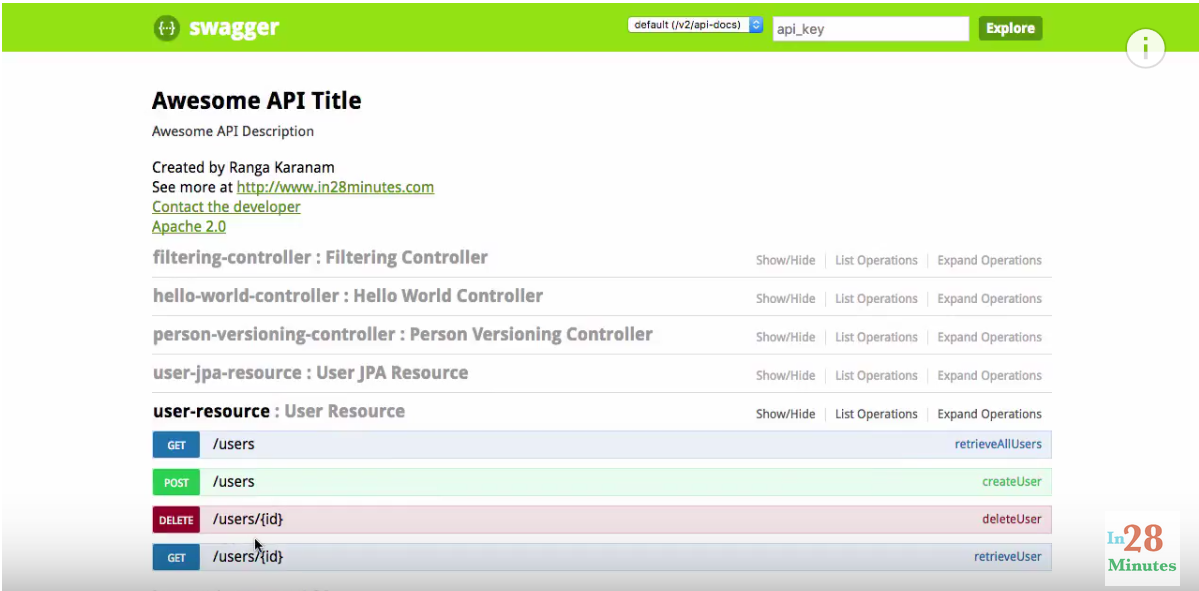 {···} swagger default (/v2/api-docs) api_key Explore
i
Awesome API Title
Awesome API Description
Created by Ranga Karanam
See more at http://www.in28minutes.com
Contact the developer
Apache 2.0
filtering-controller : Filtering Controller Show/Hide List Operations Expand Operations
hello-world-controller : Hello World Controller Show/Hide List Operations Expand Operations
person-versioning-controller : Person Versioning Controller Show/Hide List Operations Expand Operations
user-jpa-resource : User JPA Resource Show/Hide List Operations Expand Operations
user-resource : User Resource Show/Hide List Operations Expand Operations
GET /users retrieveAllUsers
POST /users createUser
DELETE /users/{id} deleteUser
GET /users/{id} retrieveUser
In28
Minutes